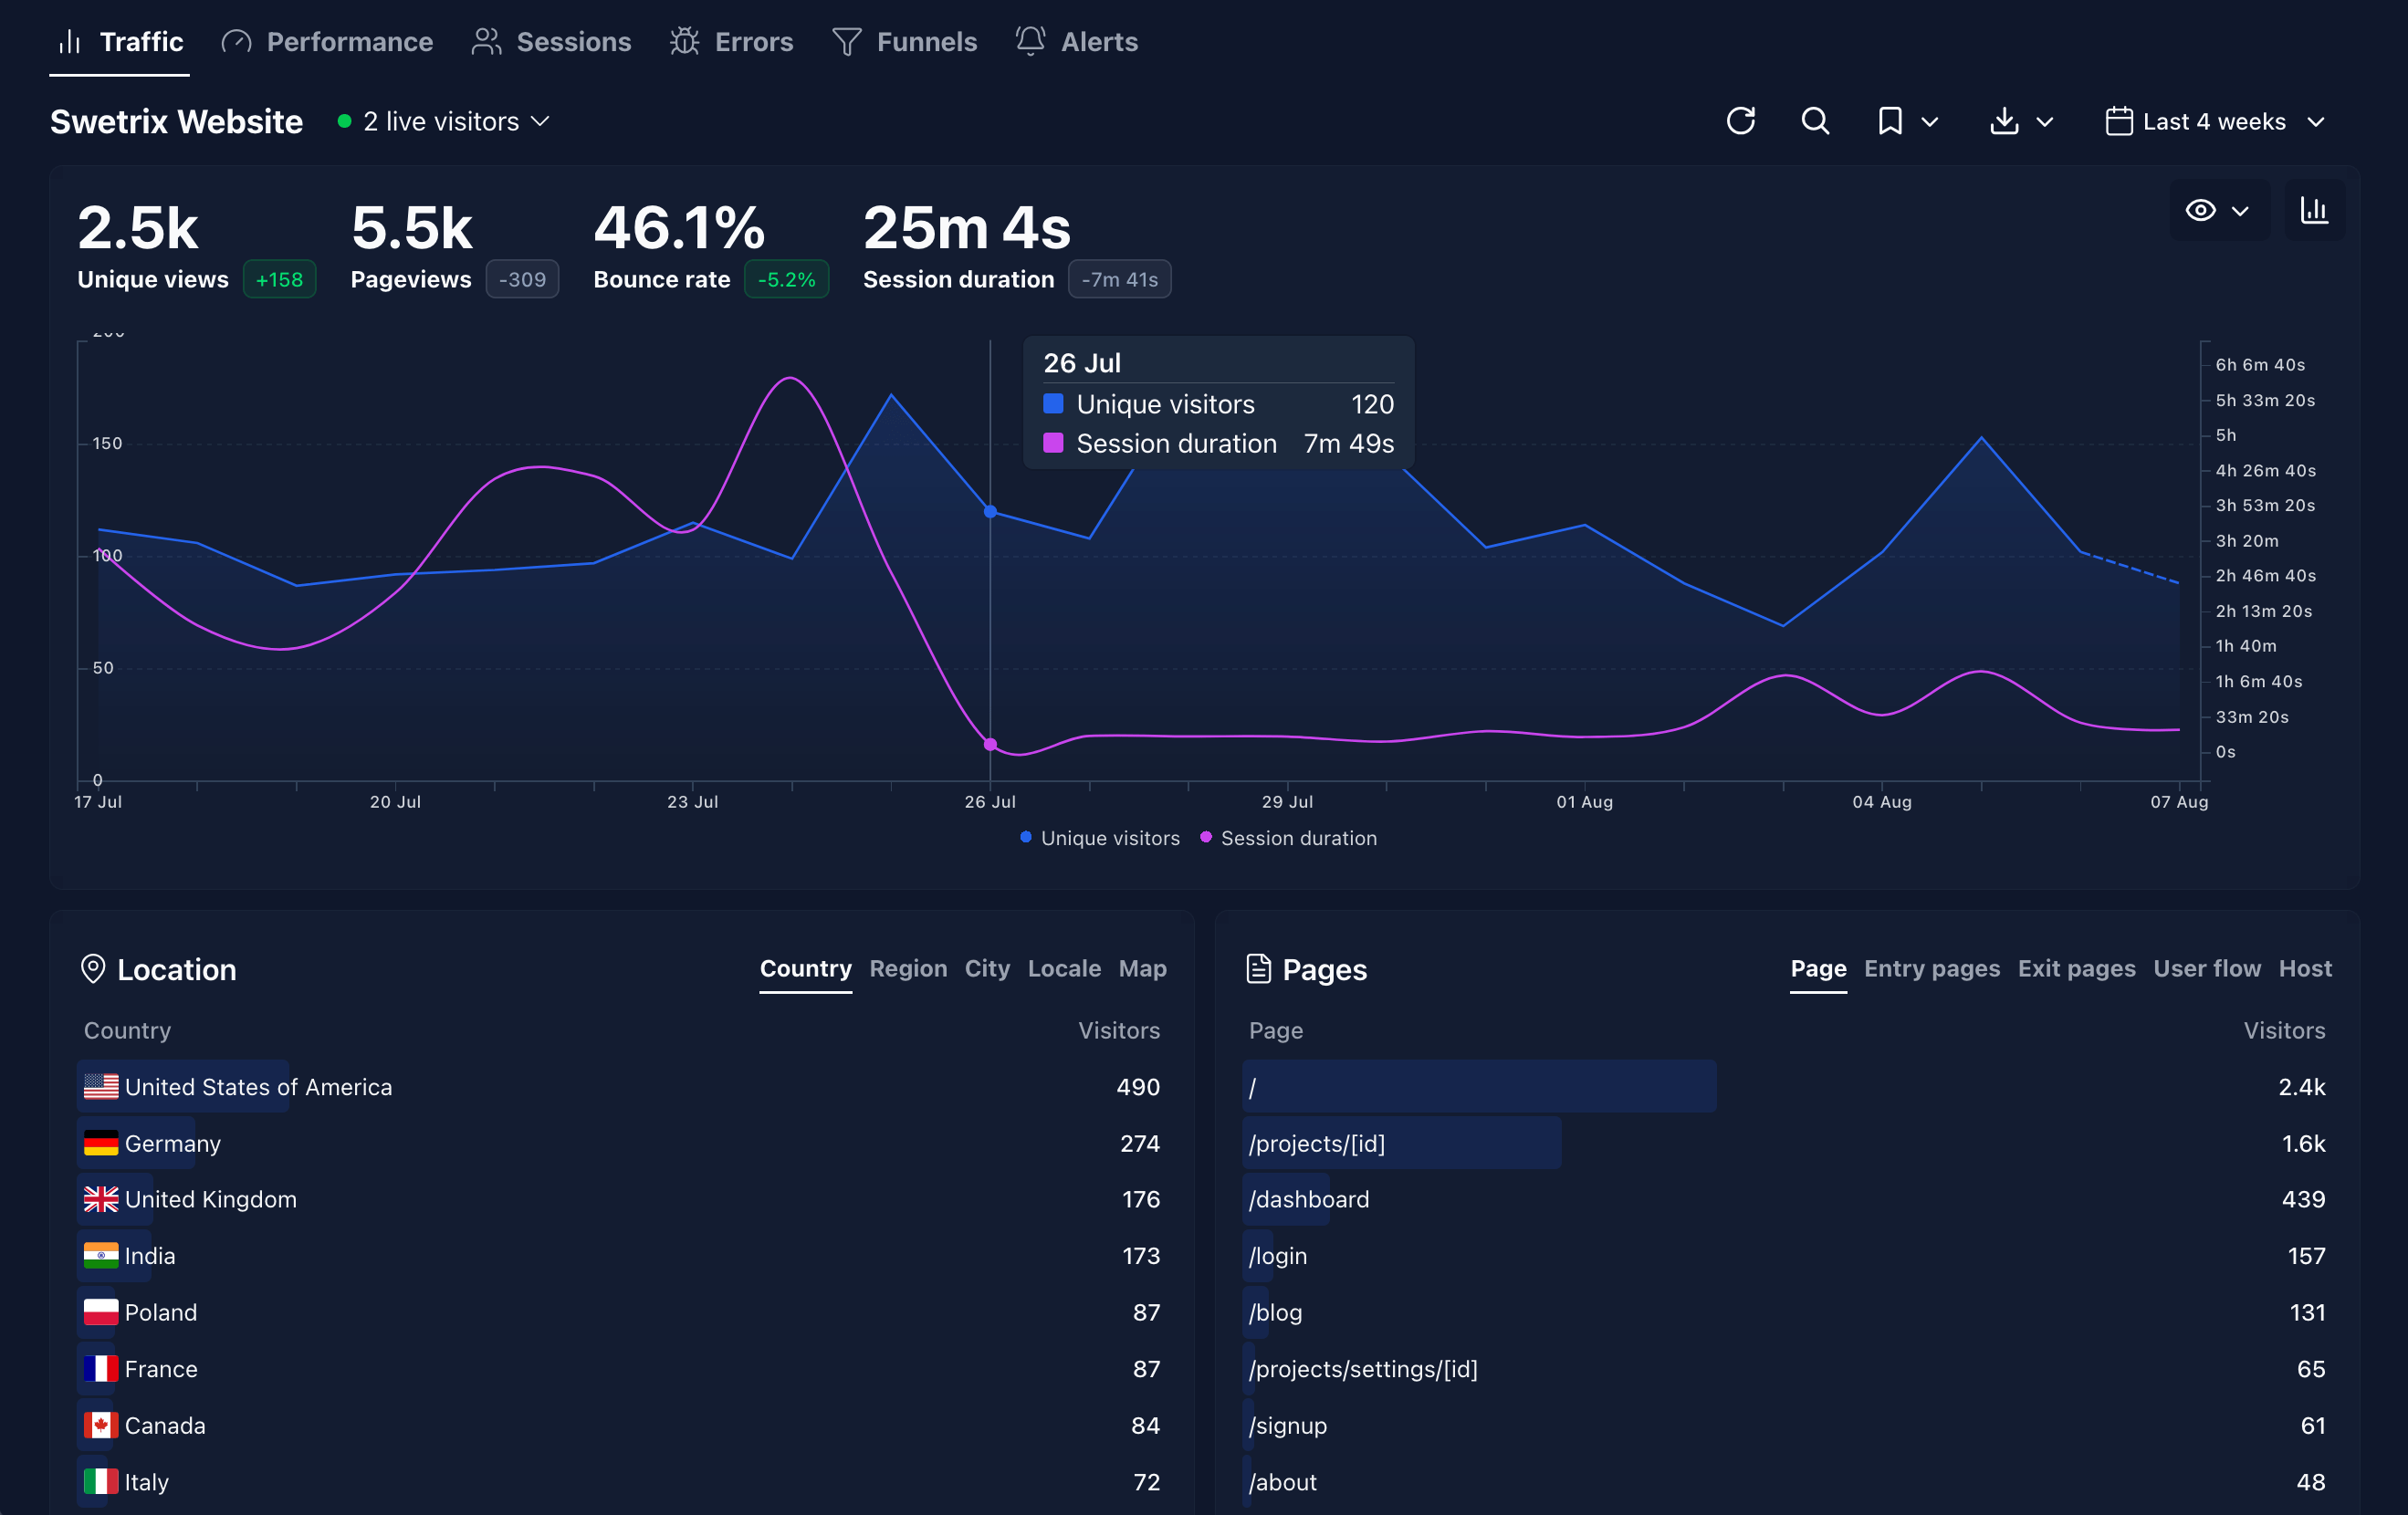 Traffic Performance Sessions Errors Funnels Alerts
Swetrix Website 2 live visitors Last 4 weeks
2.5k 5.5k 46.1% 25m 4s
Unique views +158 Pageviews -309 Bounce rate -5.2% Session duration -7m 41s
200
150
100
50
0
26 Jul
Unique visitors 120
Session duration 7m 49s
6h 6m 40s
5h 33m 20s
5h
4h 26m 40s
3h 53m 20s
3h 20m
2h 46m 40s
2h 13m 20s
1h 40m
1h 6m 40s
33m 20s
0s
17 Jul 20 Jul 23 Jul 26 Jul 29 Jul 01 Aug 04 Aug 07 Aug
Unique visitors Session duration
Location Country Region City Locale Map
Country Visitors
United States of America 490
Germany 274
United Kingdom 176
India 173
Poland 87
France 87
Canada 84
Italy 72
Pages Page Entry pages Exit pages User flow Host
Page Visitors
/ 2.4k
/projects/[id] 1.6k
/dashboard 439
/login 157
/blog 131
/projects/settings/[id] 65
/signup 61
/about 48